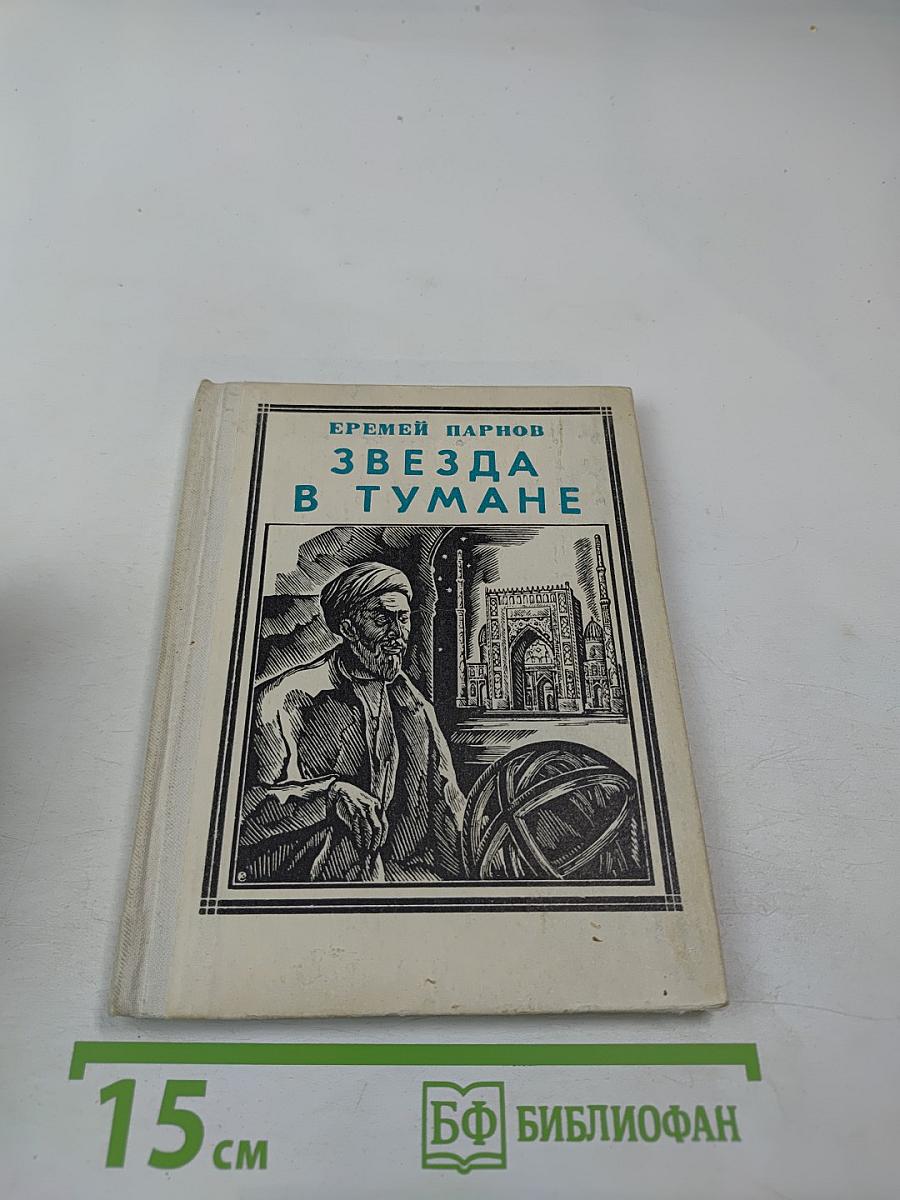 ЕРЕМЕЙ ПАРНОВ
ЗВЕЗДА
В ТУМАНЕ
15 см
БФ БИБЛИОФАН